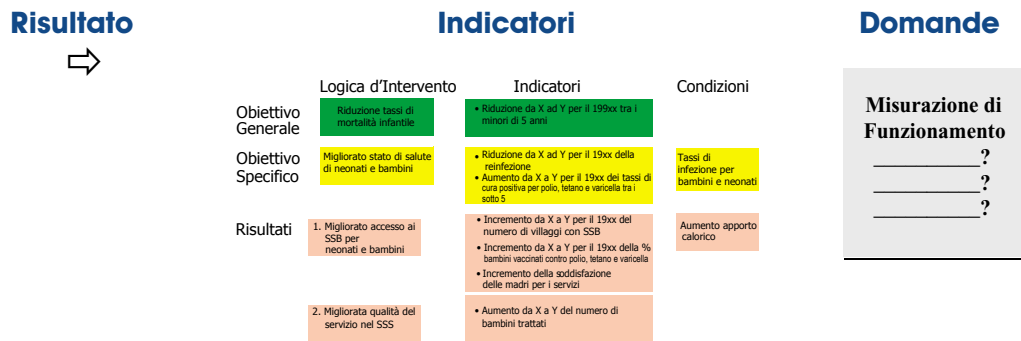 Risultato
Indicatori
Domande
Logica d'Intervento
Indicatori
Condizioni
Obiettivo
Generale
Riduzione tassi di
mortalità infantile
• Riduzione da X ad Y per il 199xx tra i
minori di 5 anni
Obiettivo
Specifico
Migliorato stato di salute
di neonati e bambini
• Riduzione da X ad Y per il 19xx della
reinfezione
• Aumento da X a Y per il 19xx dei tassi di
cura positiva per polio, tetano e varicella tra i
sotto 5
Tassi di
infezione per
bambini e neonati
Risultati
1. Migliorato accesso ai
SSB per
neonati e bambini
• Incremento da X a Y per il 19xx del
numero di villaggi con SSB
• Incremento da X a Y per il 19xx della %
bambini vaccinati contro polio, tetano e varicella
• Incremento della soddisfazione
delle madri per i servizi
Aumento apporto
calorico
2. Migliorata qualità del
servizio nel SSS
• Aumento da X a Y del numero di
bambini trattati
Misurazione di
Funzionamento
___________?
___________?
___________?